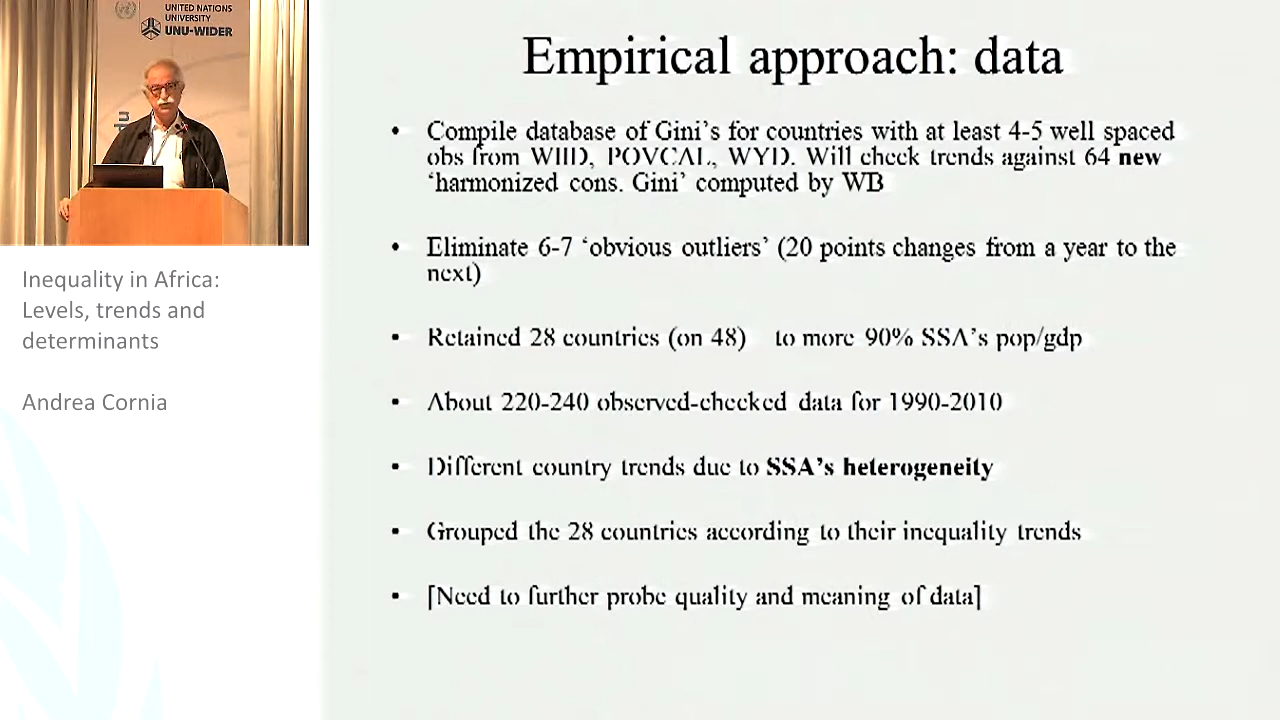 UNITED NATIONS
UNIVERSITY
UNU-WIDER
Inequality in Africa:
Levels, trends and
determinants
Andrea Cornia
Empirical approach: data
• Compile database of Gini's for countries with at least 4-5 well spaced
obs from WIID, POVCAL, WYD. Will check trends against 64 new
'harmonized cons. Gini' computed by WB
• Eliminate 6-7 'obvious outliers' (20 points changes from a year to the
next)
• Retained 28 countries (on 48) to more 90% SSA's pop/gdp
• About 220-240 observed-checked data for 1990-2010
• Different country trends due to SSA's heterogeneity
• Grouped the 28 countries according to their inequality trends
• [Need to further probe quality and meaning of data]